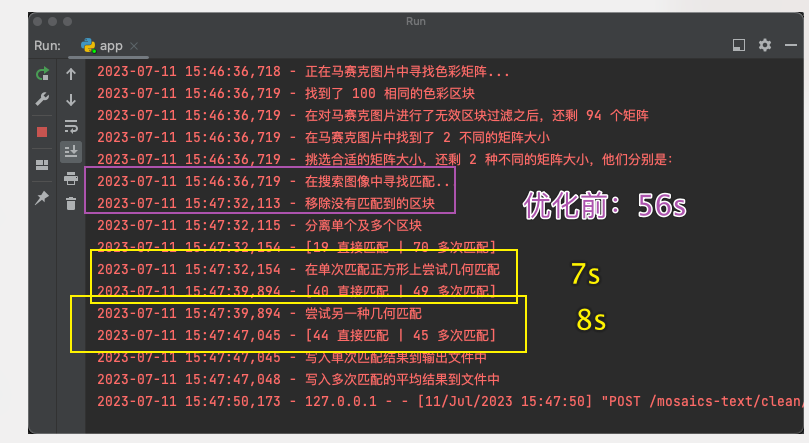 Run
Run: app
2023-07-11 15:46:36,718 - 正在马赛克图片中寻找色彩矩阵...
2023-07-11 15:46:36,719 - 找到了 100 相同的色彩区块
2023-07-11 15:46:36,719 - 在对马赛克图片进行了无效区块过滤之后，还剩 94 个矩阵
2023-07-11 15:46:36,719 - 在马赛克图片中找到了 2 不同的矩阵大小
2023-07-11 15:46:36,719 - 挑选合适的矩阵大小，还剩 2 种不同的矩阵大小，他们分别是：
2023-07-11 15:46:36,719 - 在搜索图像中寻找匹配..
2023-07-11 15:47:32,113 - 移除没有匹配到的区块
优化前：56s
2023-07-11 15:47:32,115 - 分离单个及多个区块
2023-07-11 15:47:32,154 - [19 直接匹配 | 70 多次匹配]
2023-07-11 15:47:32,154 - 在单次匹配正方形上尝试几何匹配
7s
2023-07-11 15:47:39,894 - [40 直接匹配 | 49 多次匹配]
2023-07-11 15:47:39,894 - 尝试另一种几何匹配
8s
2023-07-11 15:47:47,045 - [44 直接匹配 | 45 多次匹配]
2023-07-11 15:47:47,045 - 写入单次匹配结果到输出文件中
2023-07-11 15:47:47,048 - 写入多次匹配的平均结果到文件中
2023-07-11 15:47:50,173 - 127.0.0.1 - - [11/Jul/2023 15:47:50] "POST /mosaics-text/clean/